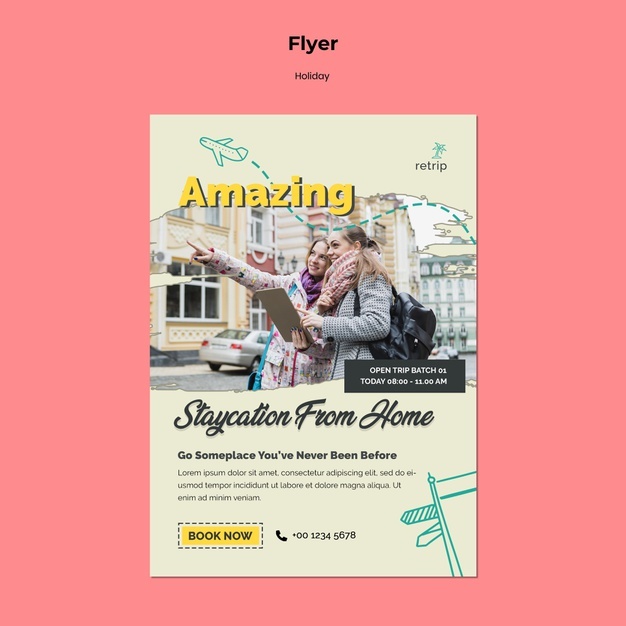 Flyer
Holiday
retrip
Amazing
OPEN TRIP BATCH 01
TODAY 08:00 - 11.00 AM
Staycation From Home
Go Someplace You've Never Been Before
Lorem ipsum dolor sit amet, consectetur adipiscing elit, sed do ei-
usmod tempor incididunt ut labore et dolore magna aliqua. Ut
enim ad minim veniam.
BOOK NOW
+00 1234 5678